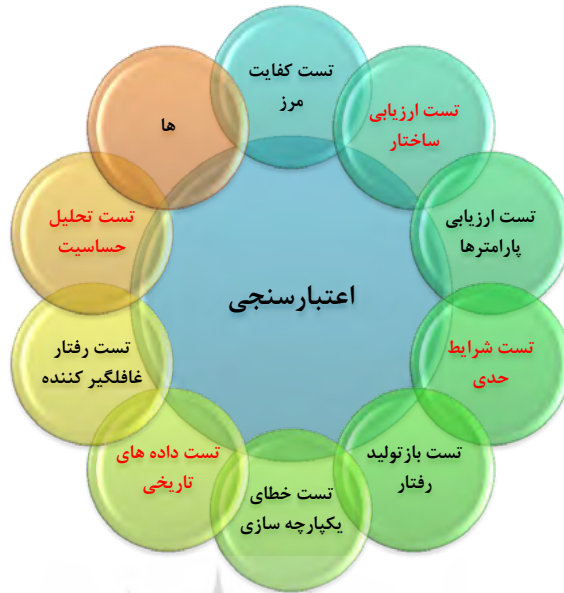 تست کفایت
مرز
تست ارزیابی
ساختار
تست ارزیابی
پارامترها
تست شرایط
حدی
تست بازتولید
رفتار
تست خطای
یکپارچه سازی
تست داده های
تاریخی
تست رفتار
غافلگیر کننده
تست تحلیل
حساسیت
ها
اعتبارسنجی